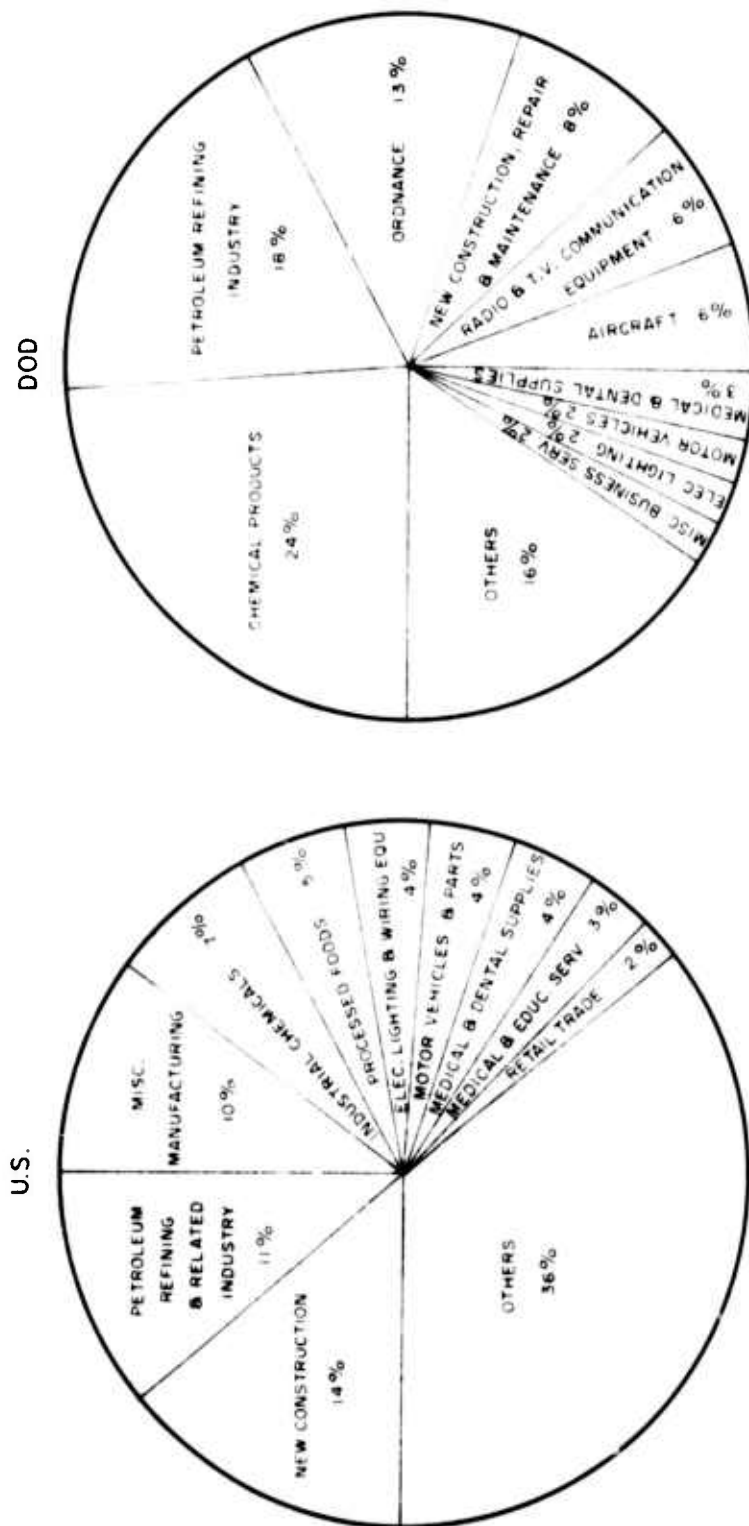 U.S.
PETROLEUM
REFINING
& RELATED
INDUSTRY
11%
MISC.
MANUFACTURING
10%
INDUSTRIAL CHEMICALS
7%
PROCESSED FOODS
5%
ELEC. LIGHTING & WIRING EQU
4%
MOTOR VEHICLES & PARTS
4%
MEDICAL & DENTAL SUPPLIES
4%
MEDICAL & EDUC SERV 3%
RETAIL TRADE 2%
OTHERS
36%
NEW CONSTRUCTION
14%
DOD
PETROLEUM REFINING
INDUSTRY
18%
ORDNANCE 13%
NEW CONSTRUCTION, REPAIR
& MAINTENANCE 8%
RADIO & T.V. COMMUNICATION
EQUIPMENT 6%
AIRCRAFT 6%
MEDICAL & DENTAL SUPPLIES
3%
MOTOR VEHICLES 2%
ELEC LIGHTING 2%
MISC BUSINESS SERV 2%
OTHERS
16%
CHEMICAL PRODUCTS
24%